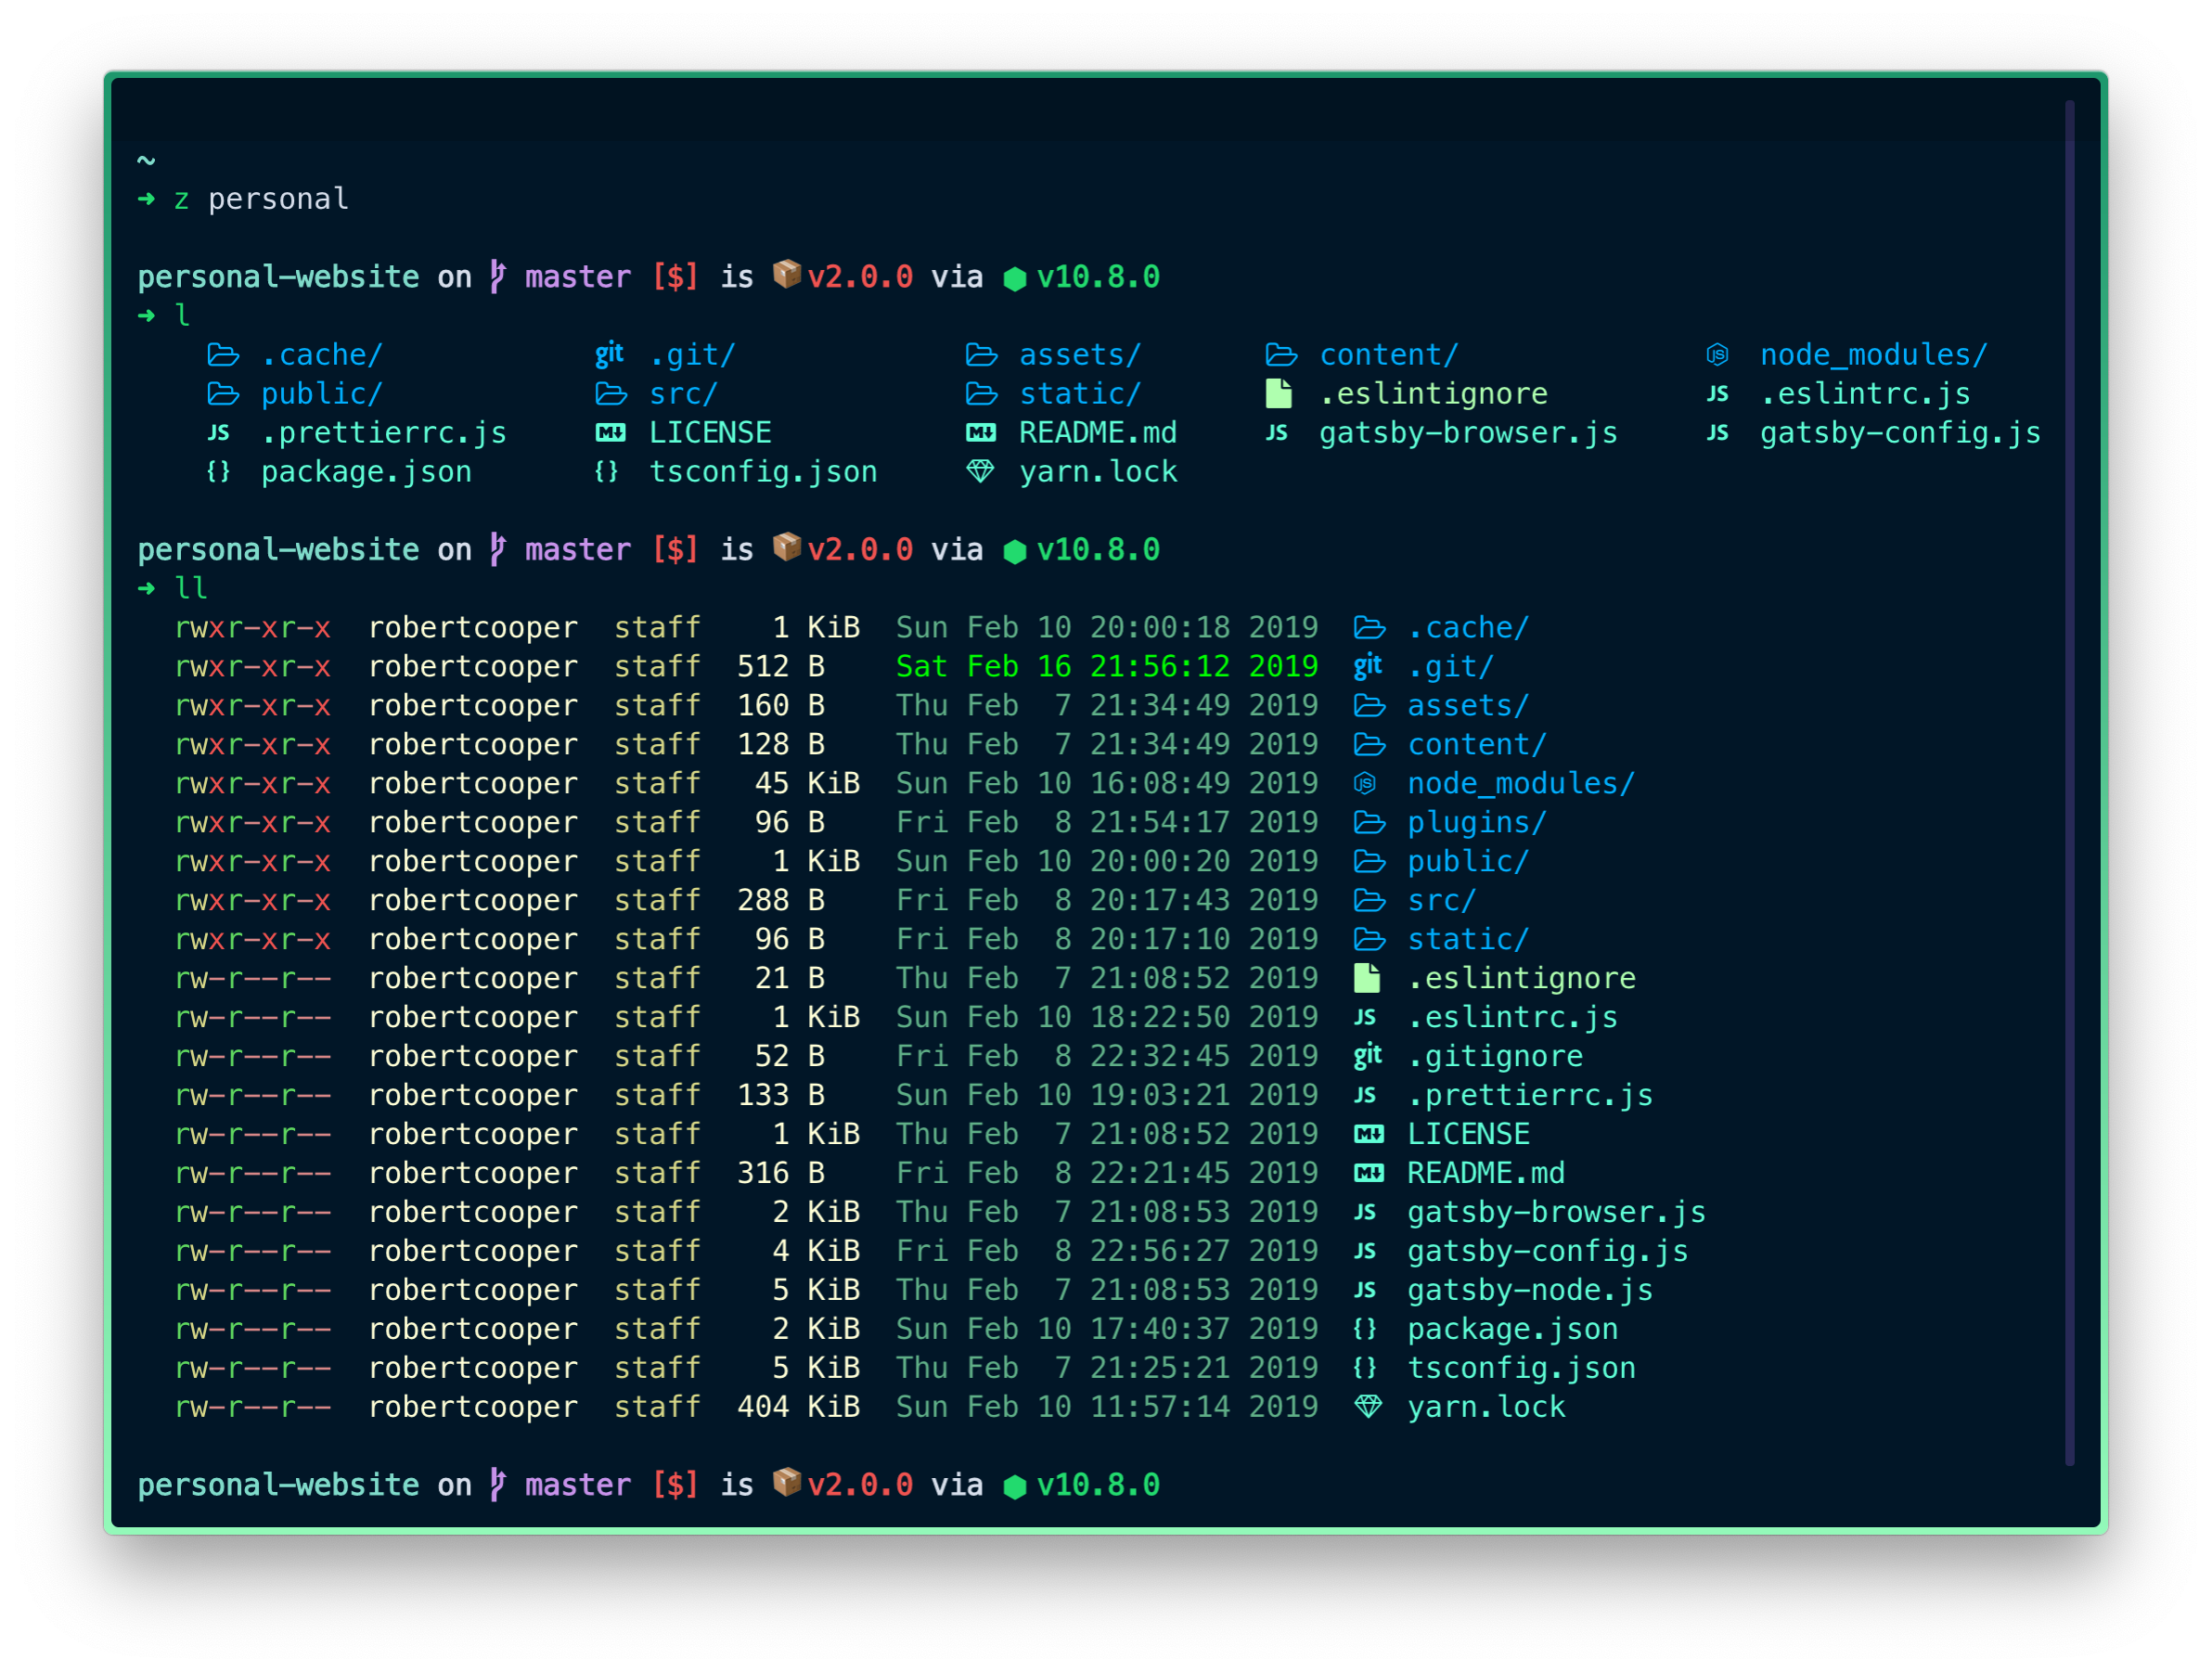 ~
➜ z personal
personal-website on master [$] is 📦v2.0.0 via ⬢ v10.8.0
➜ l
.cache/ git .git/ assets/ content/ JS node_modules/
public/ src/ static/ .eslintignore JS .eslintrc.js
JS .prettierrc.js M↓ LICENSE M↓ README.md JS gatsby-browser.js JS gatsby-config.js
{} package.json {} tsconfig.json yarn.lock
personal-website on master [$] is 📦v2.0.0 via ⬢ v10.8.0
➜ ll
rwxr-xr-x robertcooper staff 1 KiB Sun Feb 10 20:00:18 2019 .cache/
rwxr-xr-x robertcooper staff 512 B Sat Feb 16 21:56:12 2019 git .git/
rwxr-xr-x robertcooper staff 160 B Thu Feb 7 21:34:49 2019 assets/
rwxr-xr-x robertcooper staff 128 B Thu Feb 7 21:34:49 2019 content/
rwxr-xr-x robertcooper staff 45 KiB Sun Feb 10 16:08:49 2019 JS node_modules/
rwxr-xr-x robertcooper staff 96 B Fri Feb 8 21:54:17 2019 plugins/
rwxr-xr-x robertcooper staff 1 KiB Sun Feb 10 20:00:20 2019 public/
rwxr-xr-x robertcooper staff 288 B Fri Feb 8 20:17:43 2019 src/
rwxr-xr-x robertcooper staff 96 B Fri Feb 8 20:17:10 2019 static/
rw-r--r-- robertcooper staff 21 B Thu Feb 7 21:08:52 2019 .eslintignore
rw-r--r-- robertcooper staff 1 KiB Sun Feb 10 18:22:50 2019 JS .eslintrc.js
rw-r--r-- robertcooper staff 52 B Fri Feb 8 22:32:45 2019 git .gitignore
rw-r--r-- robertcooper staff 133 B Sun Feb 10 19:03:21 2019 JS .prettierrc.js
rw-r--r-- robertcooper staff 1 KiB Thu Feb 7 21:08:52 2019 M↓ LICENSE
rw-r--r-- robertcooper staff 316 B Fri Feb 8 22:21:45 2019 M↓ README.md
rw-r--r-- robertcooper staff 2 KiB Thu Feb 7 21:08:53 2019 JS gatsby-browser.js
rw-r--r-- robertcooper staff 4 KiB Fri Feb 8 22:56:27 2019 JS gatsby-config.js
rw-r--r-- robertcooper staff 5 KiB Thu Feb 7 21:08:53 2019 JS gatsby-node.js
rw-r--r-- robertcooper staff 2 KiB Sun Feb 10 17:40:37 2019 {} package.json
rw-r--r-- robertcooper staff 5 KiB Thu Feb 7 21:25:21 2019 {} tsconfig.json
rw-r--r-- robertcooper staff 404 KiB Sun Feb 10 11:57:14 2019 yarn.lock
personal-website on master [$] is 📦v2.0.0 via ⬢ v10.8.0